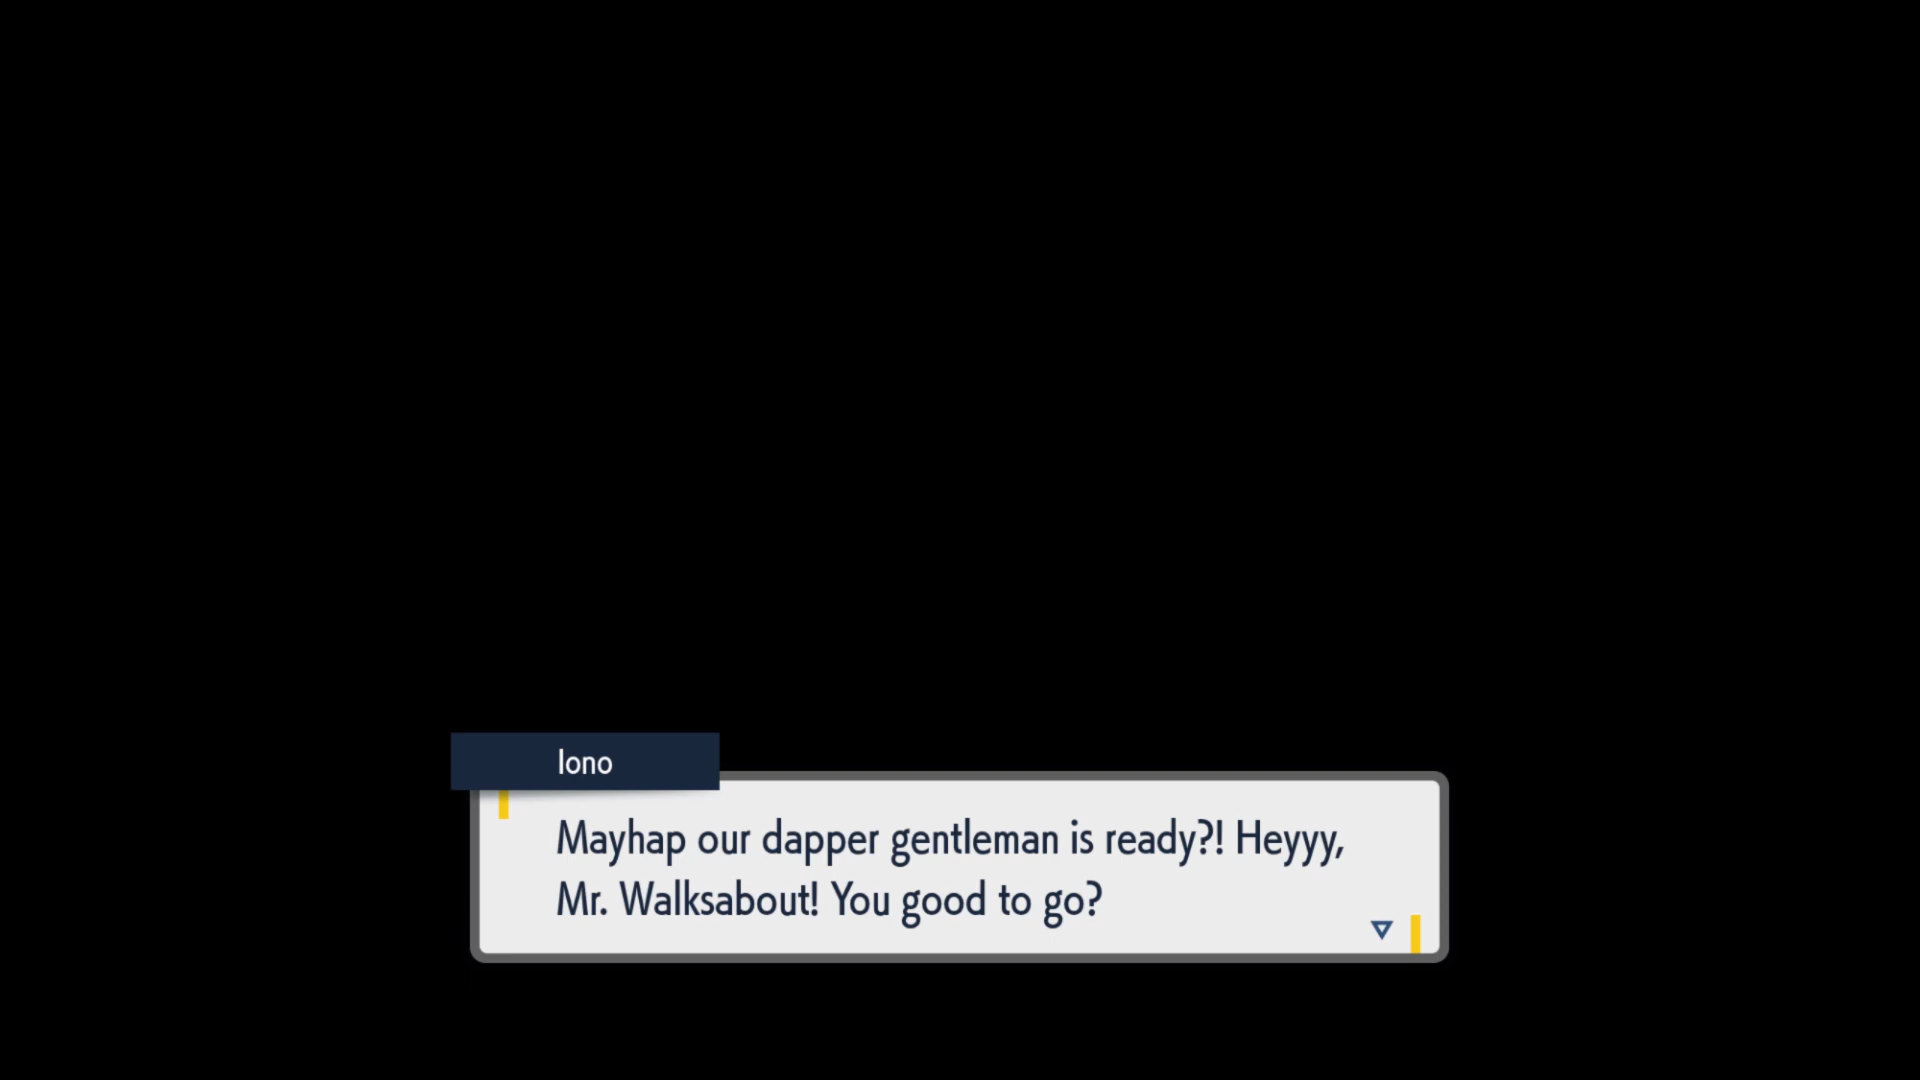 Iono
Mayhap our dapper gentleman is ready?! Heyyy,
Mr. Walksabout! You good to go?